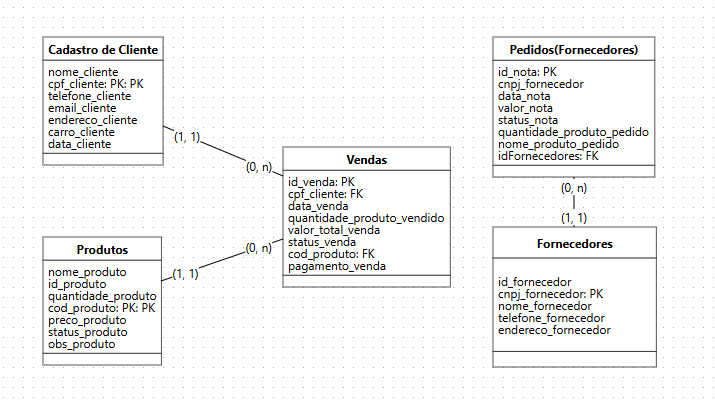 Cadastro de Cliente
nome_cliente
cpf_cliente: PK: PK
telefone_cliente
email_cliente
endereco_cliente
carro_cliente
data_cliente
(1, 1)
(0, n)
Vendas
id_venda: PK
cpf_cliente: FK
data_venda
quantidade_produto_vendido
valor_total_venda
status_venda
cod_produto: FK
pagamento_venda
Produtos
nome_produto
id_produto
quantidade_produto
cod_produto: PK: PK
preco_produto
status_produto
obs_produto
(1, 1)
(0, n)
Pedidos(Fornecedores)
id_nota: PK
cnpj_fornecedor
data_nota
valor_nota
status_nota
quantidade_produto_pedido
nome_produto_pedido
idFornecedores: FK
(0, n)
(1, 1)
Fornecedores
id_fornecedor
cnpj_fornecedor: PK
nome_fornecedor
telefone_fornecedor
endereco_fornecedor